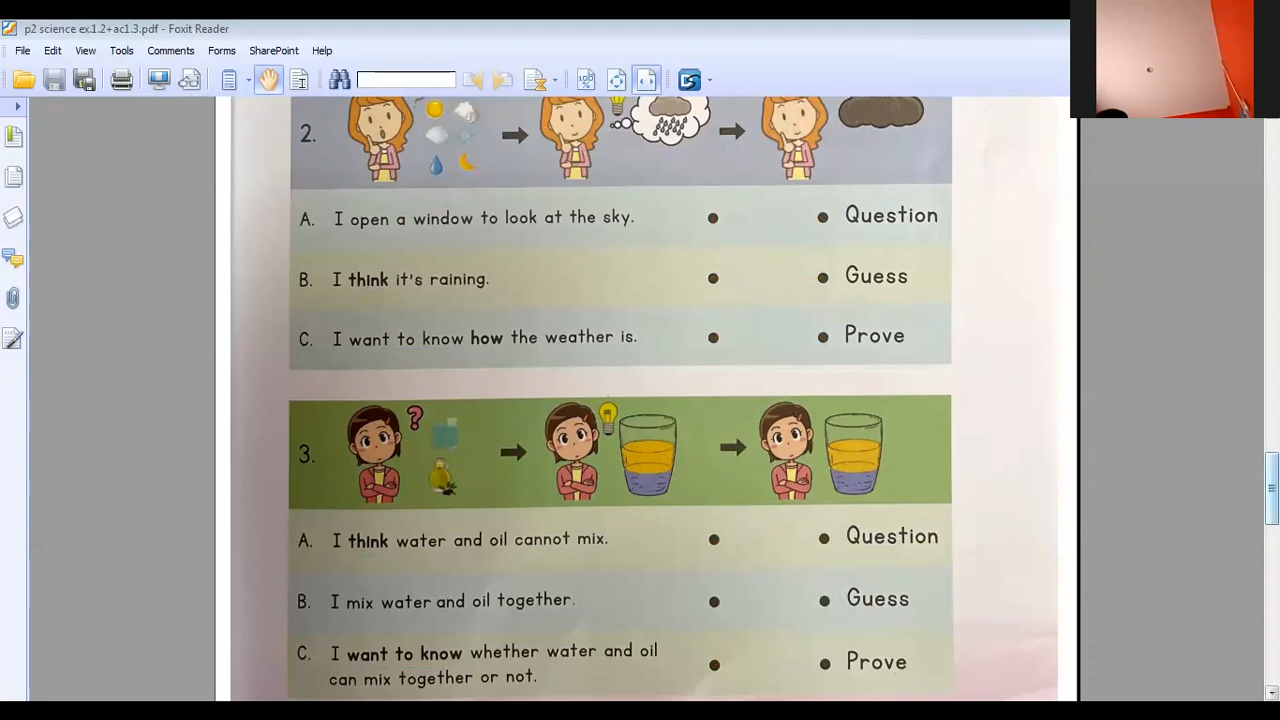 p2 science ex.1.2+ac1.3.pdf - Foxit Reader
File Edit View Tools Comments Forms SharePoint Help
2.
A. I open a window to look at the sky. Question
B. I think it's raining. Guess
C. I want to know how the weather is. Prove
?
3.
A. I think water and oil cannot mix. Question
B. I mix water and oil together. Guess
C. I want to know whether water and oil
can mix together or not. Prove